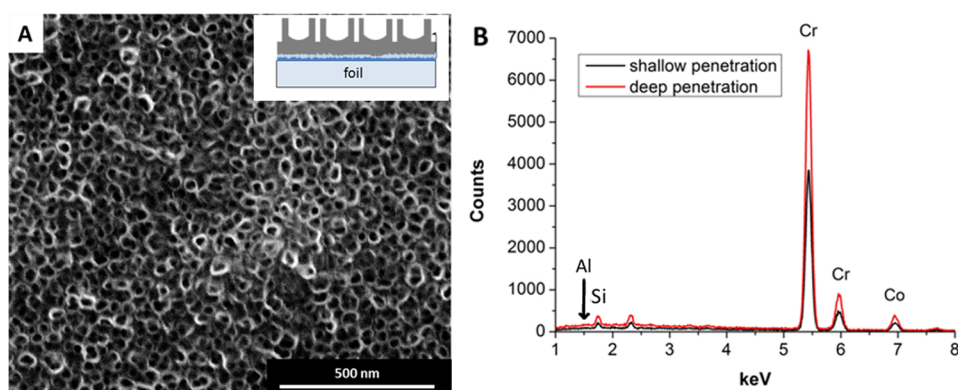 A
foil
500 nm
B
Cr
7000
shallow penetration
deep penetration
6000
5000
4000
3000
2000
1000
0
Counts
Al
Si
Cr
Co
1 2 3 4 5 6 7 8
keV